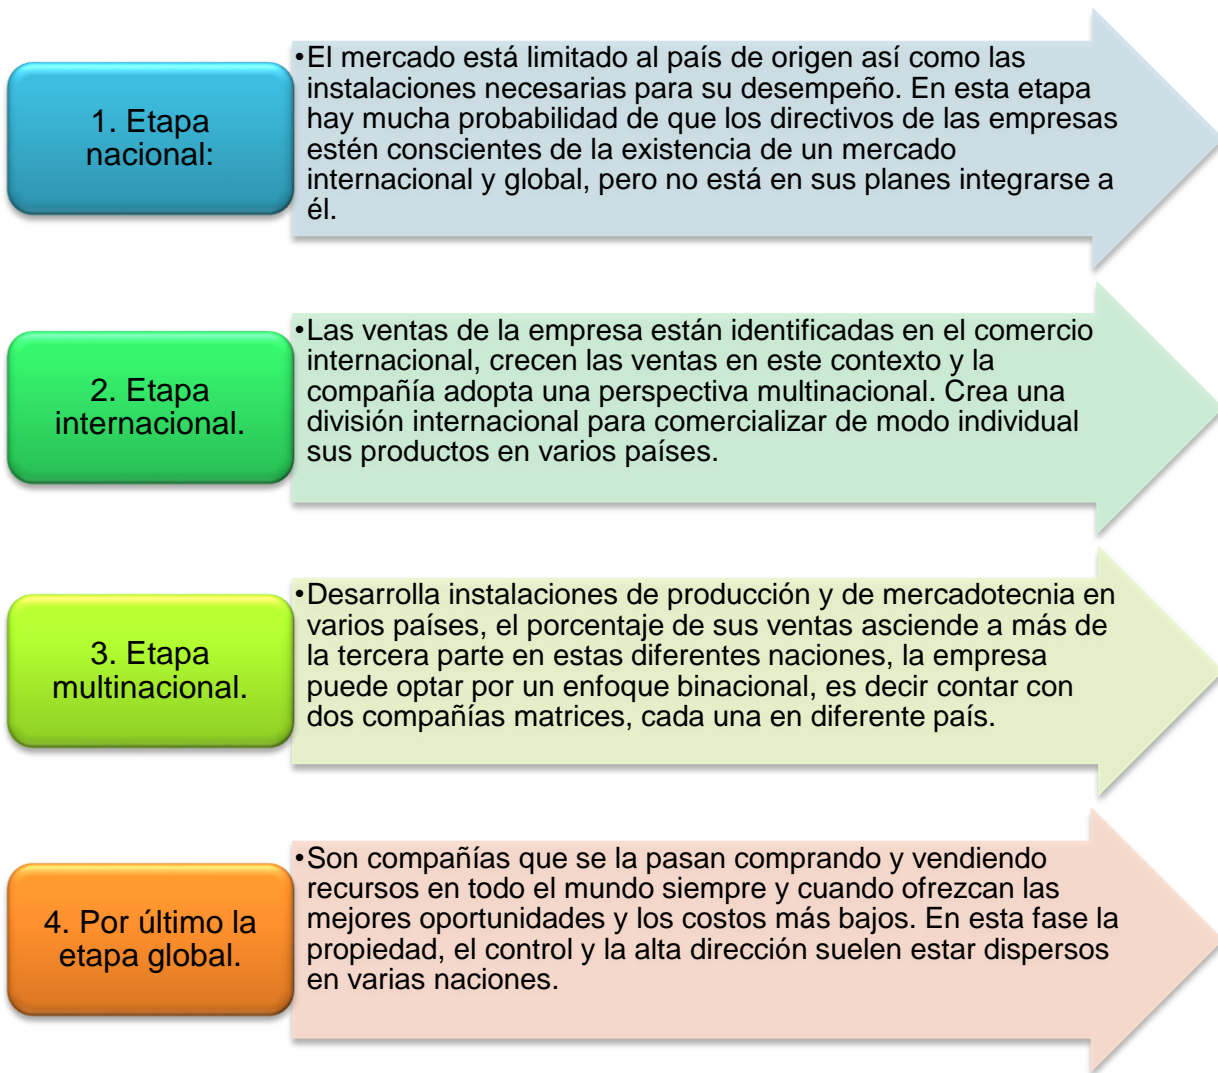 1. Etapa
nacional:
•El mercado está limitado al país de origen así como las
instalaciones necesarias para su desempeño. En esta etapa
hay mucha probabilidad de que los directivos de las empresas
estén conscientes de la existencia de un mercado
internacional y global, pero no está en sus planes integrarse a
él.
2. Etapa
internacional.
•Las ventas de la empresa están identificadas en el comercio
internacional, crecen las ventas en este contexto y la
compañía adopta una perspectiva multinacional. Crea una
división internacional para comercializar de modo individual
sus productos en varios países.
3. Etapa
multinacional.
•Desarrolla instalaciones de producción y de mercadotecnia en
varios países, el porcentaje de sus ventas asciende a más de
la tercera parte en estas diferentes naciones, la empresa
puede optar por un enfoque binacional, es decir contar con
dos compañías matrices, cada una en diferente país.
4. Por último la
etapa global.
•Son compañías que se la pasan comprando y vendiendo
recursos en todo el mundo siempre y cuando ofrezcan las
mejores oportunidades y los costos más bajos. En esta fase la
propiedad, el control y la alta dirección suelen estar dispersos
en varias naciones.